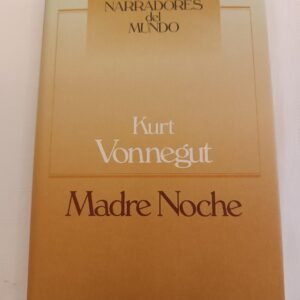 NARRADORES
del
MUNDO
Kurt
Vonnegut
Madre Noche